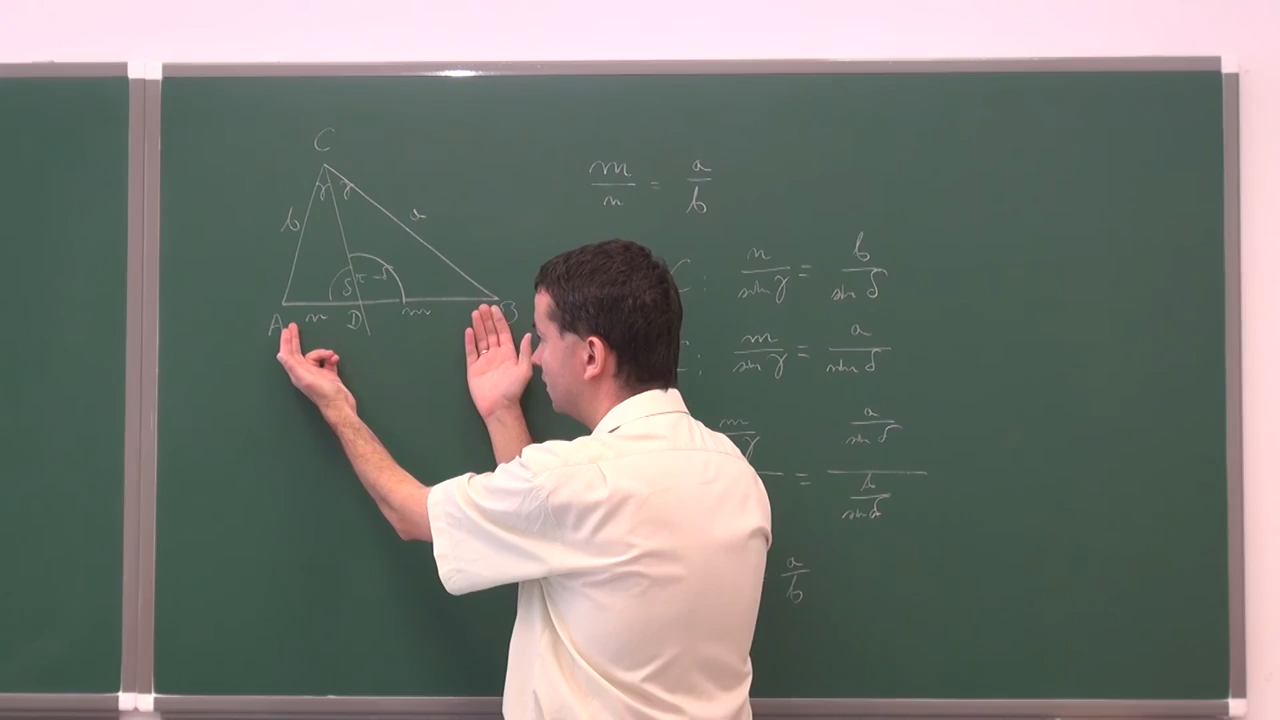 C
γ γ
b a
δ π-δ
A n D m B
m/n = a/b
: n/sin γ = b/sin δ
: m/sin γ = a/sin δ
m/γ = a/sin δ
b/sin δ
a/b